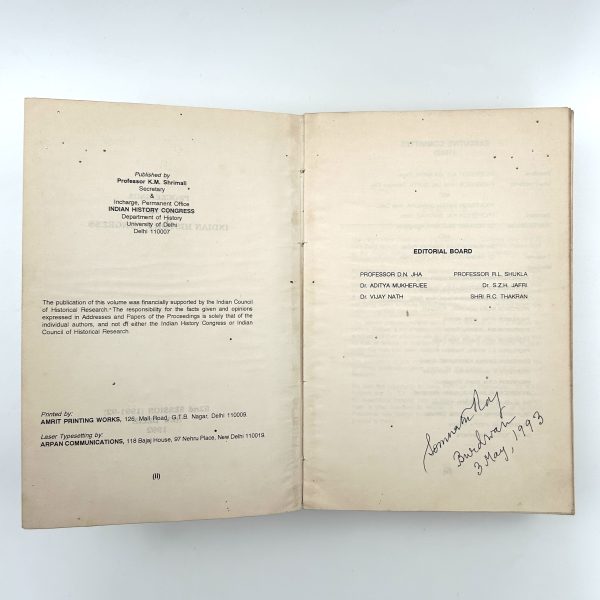 Published by
Professor K.M. Shrimali
Secretary
&
Incharge, Permanent Office
INDIAN HISTORY CONGRESS
Department of History
University of Delhi
Delhi 110007
The publication of this volume was financially supported by the Indian Council
of Historical Research. The responsibility for the facts given and opinions
expressed in Addresses and Papers of the Proceedings is solely that of the
individual authors, and not of either the Indian History Congress or Indian
Council of Historical Research.
Printed by:
AMRIT PRINTING WORKS, 126, Mall Road, G.T.B. Nagar, Delhi 110009
Laser Typesetting by:
ARPAN COMMUNICATIONS, 118 Bajaj House, 97 Nehru Place, New Delhi 110019.
(ii)
EDITORIAL BOARD
PROFESSOR D.N. JHA PROFESSOR R.L. SHUKLA
Dr. ADITYA MUKHERJEE Dr. S.Z.H. JAFRI
Dr. VIJAY NATH SHRI R.C. THAKRAN
Somnath Roy
Burdwan
3 May, 1993